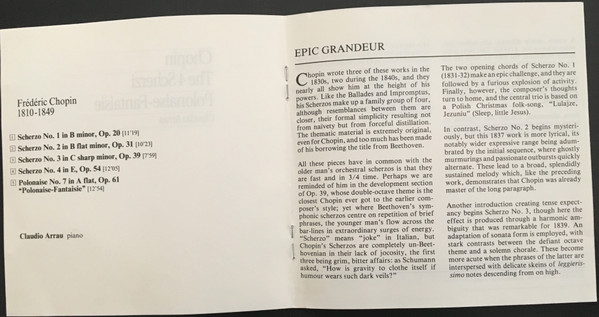 Frédéric Chopin
1810-1849
1 Scherzo No. 1 in B minor, Op. 20 [11'19]
2 Scherzo No. 2 in B flat minor, Op. 31 [10'23]
3 Scherzo No. 3 in C sharp minor, Op. 39 [7'59]
4 Scherzo No. 4 in E, Op. 54 [12'05]
5 Polonaise No. 7 in A flat, Op. 61
"Polonaise-Fantaisie" [12'54]
Claudio Arrau piano
EPIC GRANDEUR
Chopin wrote three of these works in the
1830s, two during the 1840s, and they
nearly all show him at the height of his
powers. Like the Ballades and Impromptus,
his Scherzos make up a family group of four,
although resemblances between them are
closer, their formal simplicity resulting not
from naivety but from forceful distillation.
The thematic material is extremely original,
even for Chopin, and too much has been made
of his borrowing the title from Beethoven.
All these pieces have in common with the
older man's orchestral scherzos is that they
are fast and in 3/4 time. Perhaps we are
reminded of him in the development section
of Op. 39, whose double-octave theme is the
closest Chopin ever got to the earlier com-
poser's style; yet where Beethoven's sym-
phonic scherzos centre on repetition of brief
phrases, the younger man's flow across the
bar-lines in extraordinary surges of energy.
"Scherzo" means "joke" in Italian, but
Chopin's Scherzos are completely un-Beet-
hovenian in their lack of jocosity, the first
three being grim, bitter affairs: as Schumann
asked, "How is gravity to clothe itself if
humour wears such dark veils?"
The two opening chords of Scherzo No. 1
(1831-32) make an epic challenge, and they are
followed by a furious explosion of activity.
Finally, however, the composer's thoughts
turn to home, and the central trio is based on
a Polish Christmas folk-song, "Lulajze,
Jezuniu" (Sleep, little Jesus).
In contrast, Scherzo No. 2 begins mysteri-
ously, but this 1837 work is more lyrical, its
notably wider expressive range being adum-
brated by the initial sequence, where ghostly
murmurings and passionate outbursts quickly
alternate. These lead to a broad, splendidly
sustained melody which, like the preceding
work, demonstrates that Chopin was already
master of the long paragraph.
Another introduction creating tense expect-
ancy begins Scherzo No. 3, though here the
effect is produced through a harmonic am-
biguity that was remarkable for 1839. An
adaptation of sonata form is employed, with
stark contrasts between the defiant octave
theme and a solemn chorale. These become
more acute when the phrases of the latter are
interspersed with delicate skeins of leggieris-
simo notes descending from on high.